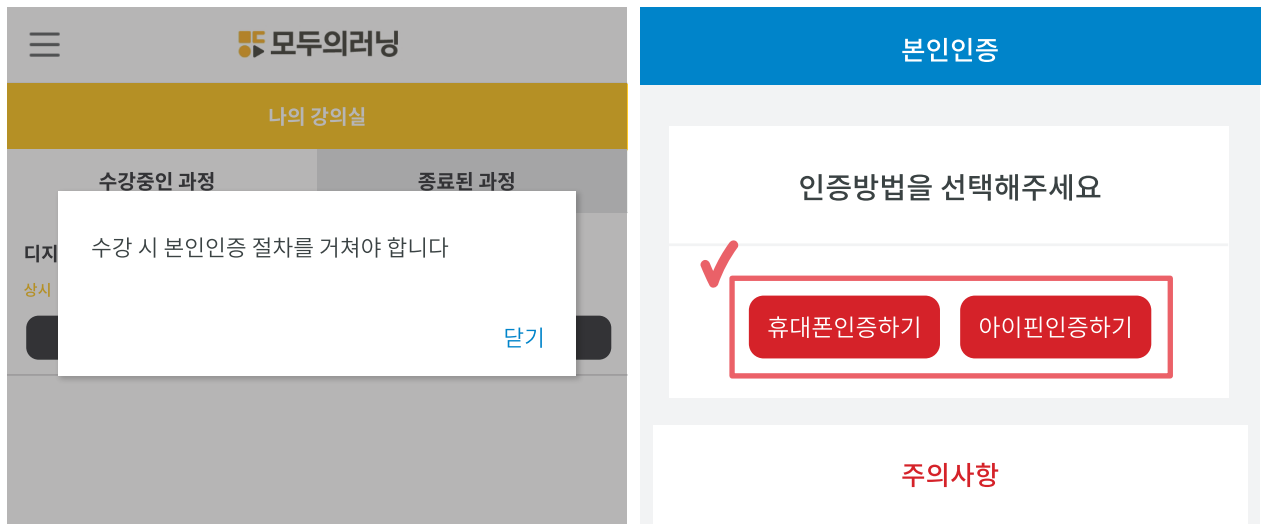 모두의러닝
나의 강의실
수강중인 과정
종료된 과정
디지
상시
수강 시 본인인증 절차를 거쳐야 합니다
닫기
본인인증
인증방법을 선택해주세요
휴대폰인증하기
아이핀인증하기
주의사항